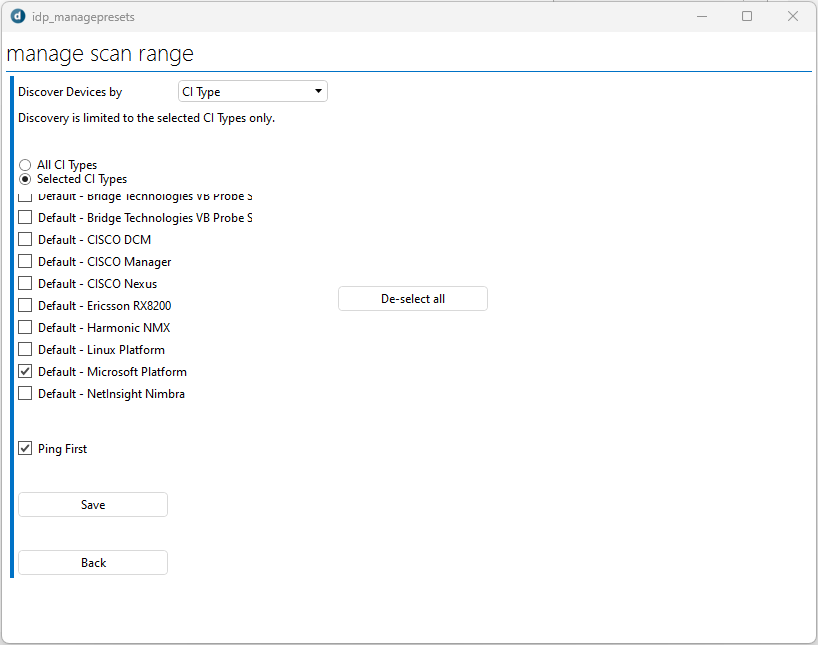 idp_managepresets
manage scan range
Discover Devices by CI Type
Discovery is limited to the selected CI Types only.
All CI Types
Selected CI Types
Default - Bridge Technologies VB Probe S
Default - Bridge Technologies VB Probe S
Default - CISCO DCM
Default - CISCO Manager
Default - CISCO Nexus
De-select all
Default - Ericsson RX8200
Default - Harmonic NMX
Default - Linux Platform
Default - Microsoft Platform
Default - NetInsight Nimbra
Ping First
Save
Back